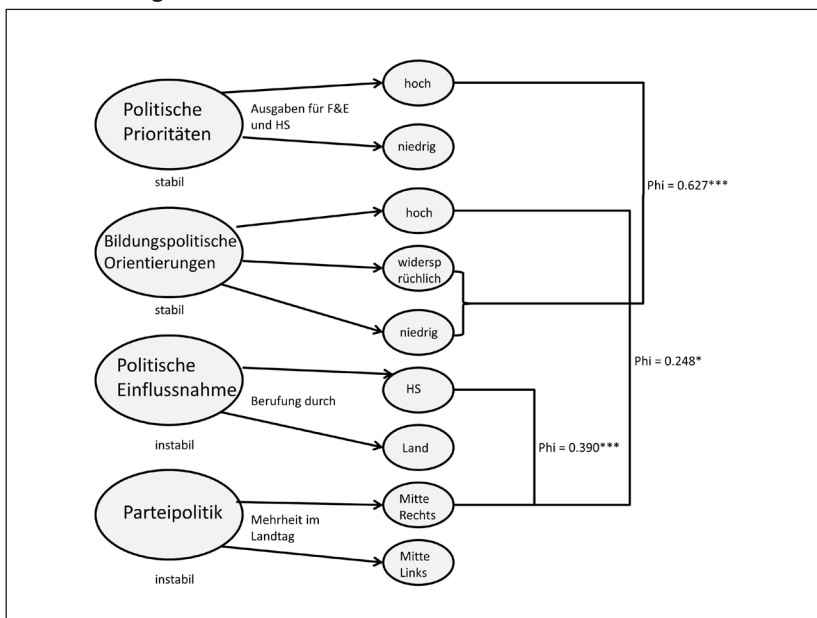 Politische
Prioritäten
stabil
Ausgaben für F&E
und HS
hoch
niedrig
Phi = 0.627***
Bildungspolitische
Orientierungen
stabil
hoch
widersp
rüchlich
niedrig
Phi = 0.248*
Politische
Einflussnahme
instabil
Berufung durch
HS
Land
Phi = 0.390***
Parteipolitik
instabil
Mehrheit im
Landtag
Mitte
Rechts
Mitte
Links